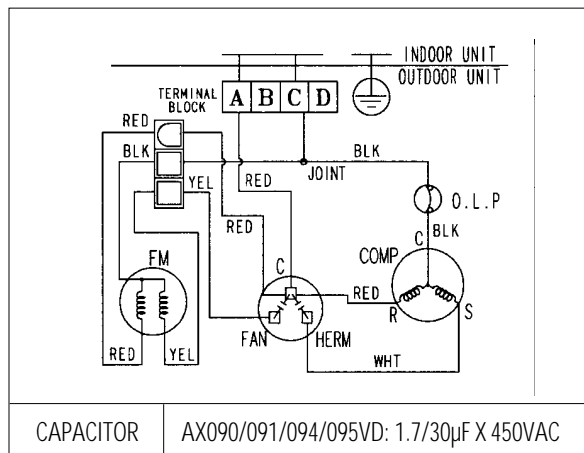 INDOOR UNIT
OUTDOOR UNIT
TERMINAL
BLOCK
A B C D
RED
BLK
YEL
RED
JOINT
BLK
O.L.P
RED
BLK
C
COMP
FM
C
RED
R
S
FAN
HERM
RED
YEL
WHT
CAPACITOR
AX090/091/094/095VD: 1.7/30µF X 450VAC